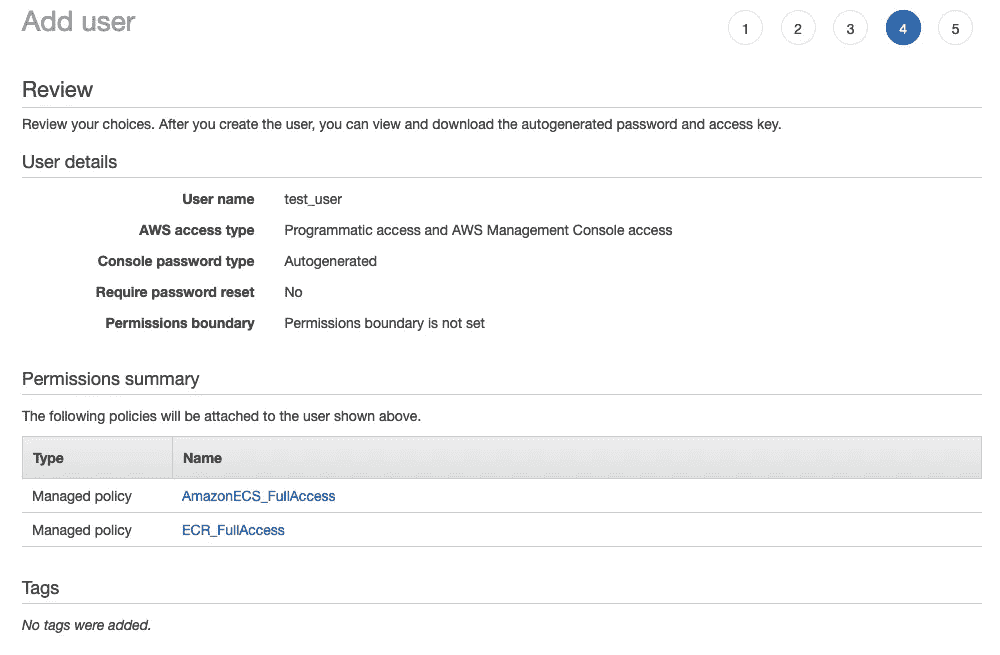 Add user
1 2 3 4 5
Review
Review your choices. After you create the user, you can view and download the autogenerated password and access key.
User details
User name test_user
AWS access type Programmatic access and AWS Management Console access
Console password type Autogenerated
Require password reset No
Permissions boundary Permissions boundary is not set
Permissions summary
The following policies will be attached to the user shown above.
Type Name
Managed policy AmazonECS_FullAccess
Managed policy ECR_FullAccess
Tags
No tags were added.